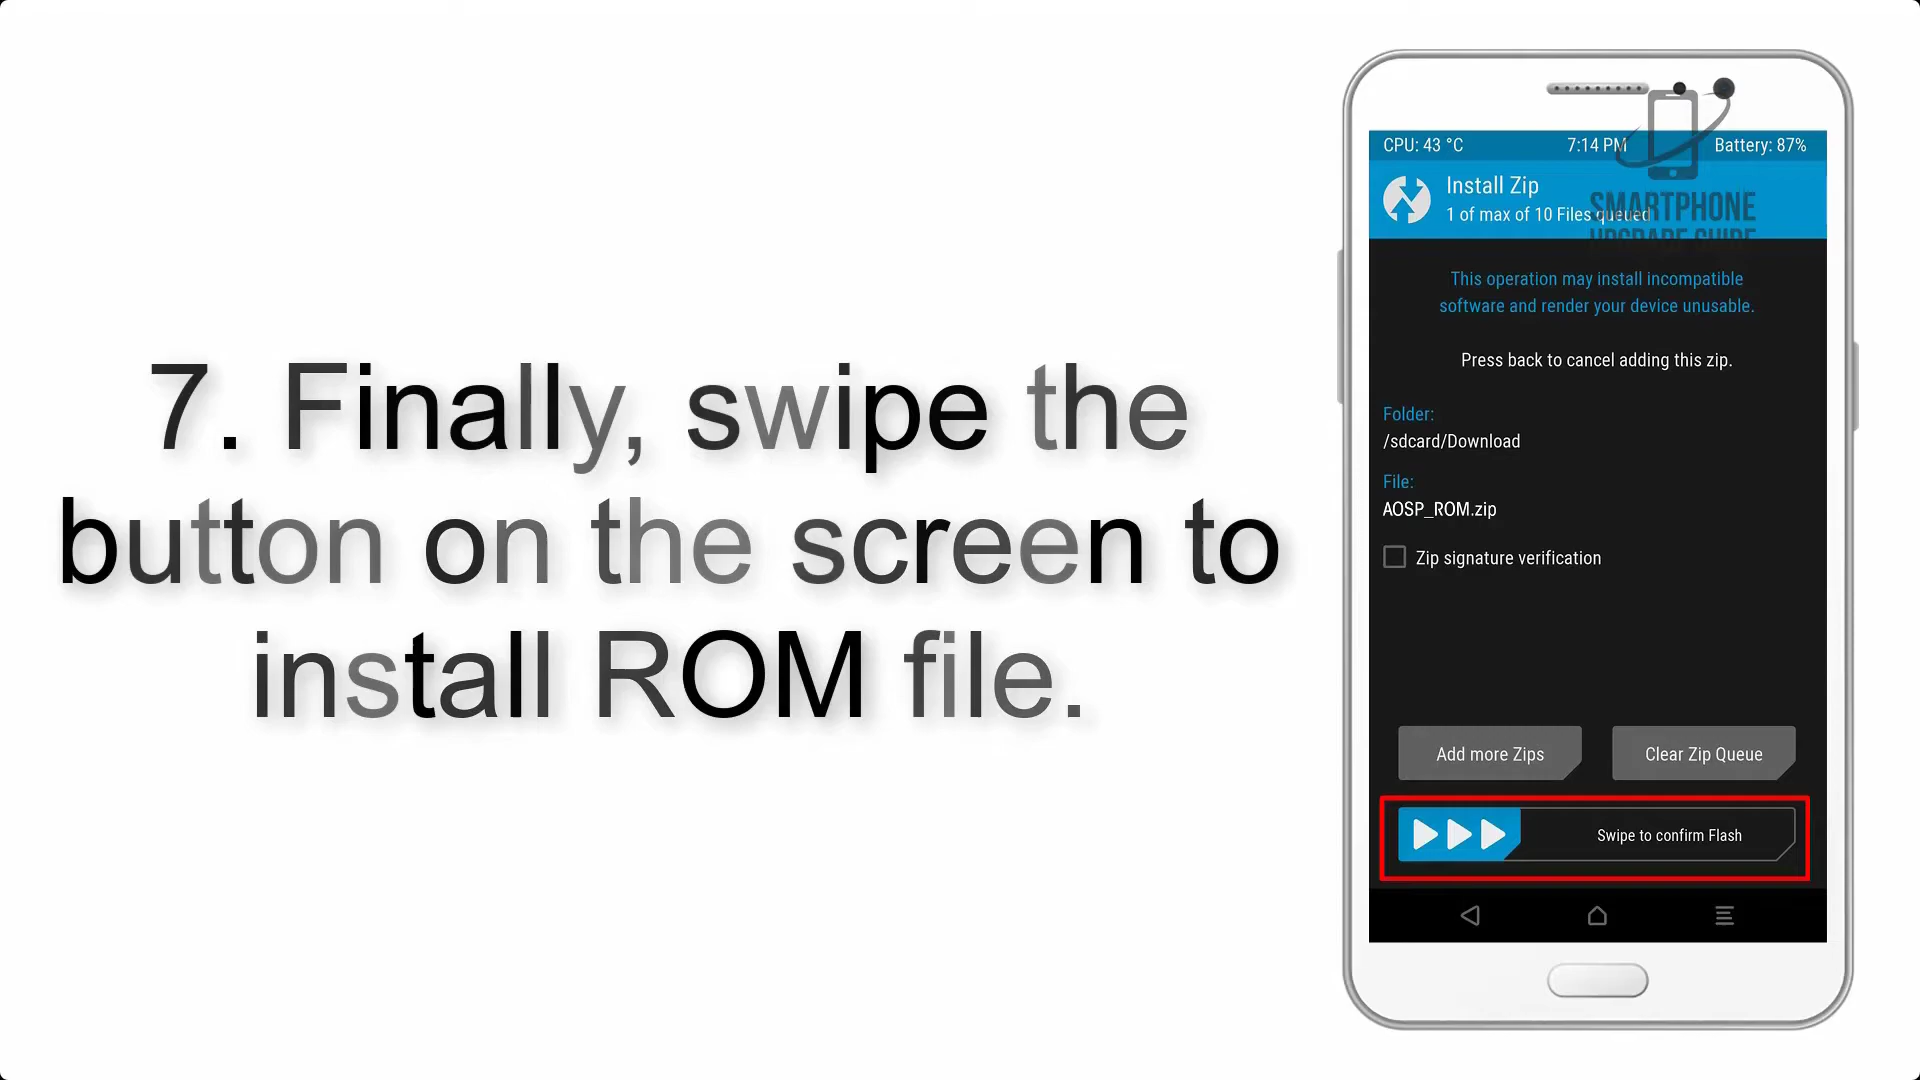 7. Finally, swipe the
button on the screen to
install ROM file.
CPU: 43 °C 7:14 PM Battery: 87%
Install Zip
1 of max of 10 Files queued
SMARTPHONE
UPGRADE GUIDE
This operation may install incompatible
software and render your device unusable.
Press back to cancel adding this zip.
Folder:
/sdcard/Download
File:
AOSP_ROM.zip
Zip signature verification
Add more Zips Clear Zip Queue
Swipe to confirm Flash